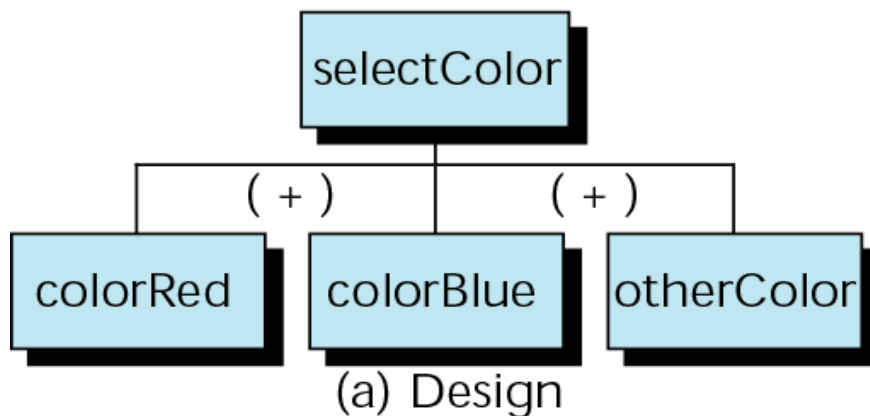 selectColor
( + ) ( + )
colorRed colorBlue otherColor
(a) Design